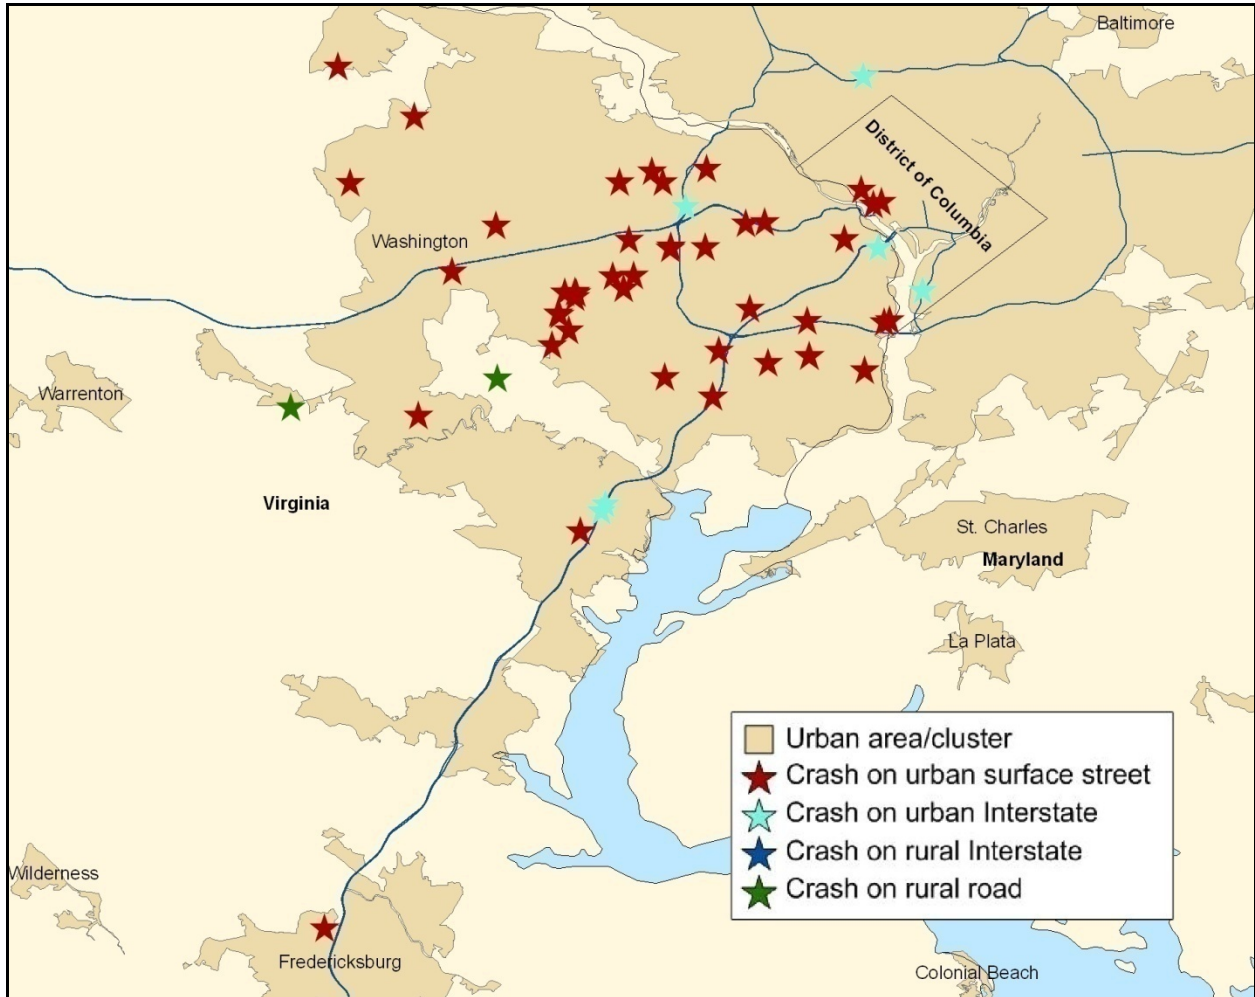 Baltimore
District of Columbia
Washington
Warrenton
Virginia
St. Charles
Maryland
La Plata
Urban area/cluster
Crash on urban surface street
Crash on urban Interstate
Crash on rural Interstate
Crash on rural road
Wilderness
Fredericksburg
Colonial Beach